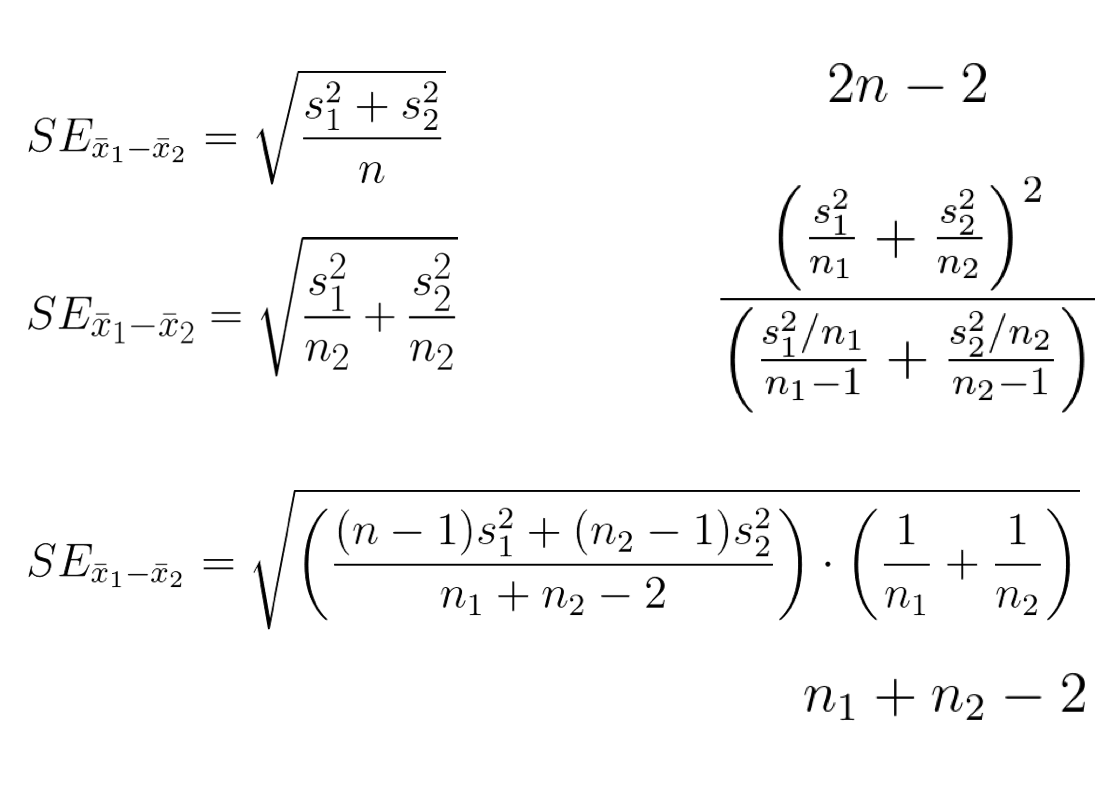 $SE_{\bar{x}_1-\bar{x}_2} = \sqrt{\frac{s_1^2+s_2^2}{n}}$
$2n-2$
$SE_{\bar{x}_1-\bar{x}_2} = \sqrt{\frac{s_1^2}{n_2}+\frac{s_2^2}{n_2}}$
$\frac{\left(\frac{s_1^2}{n_1}+\frac{s_2^2}{n_2}\right)^2}{\left(\frac{s_1^2/n_1}{n_1-1}+\frac{s_2^2/n_2}{n_2-1}\right)}$
$SE_{\bar{x}_1-\bar{x}_2} = \sqrt{\left(\frac{(n-1)s_1^2+(n_2-1)s_2^2}{n_1+n_2-2}\right)\cdot\left(\frac{1}{n_1}+\frac{1}{n_2}\right)}$
$n_1+n_2-2$